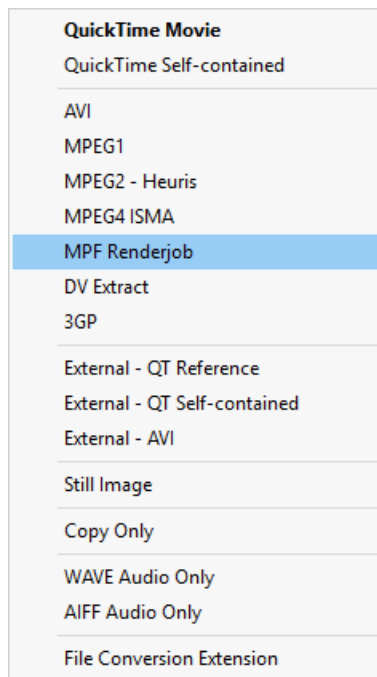 QuickTime Movie
QuickTime Self-contained
AVI
MPEG1
MPEG2 - Heuris
MPEG4 ISMA
MPF Renderjob
DV Extract
3GP
External - QT Reference
External - QT Self-contained
External - AVI
Still Image
Copy Only
WAVE Audio Only
AIFF Audio Only
File Conversion Extension